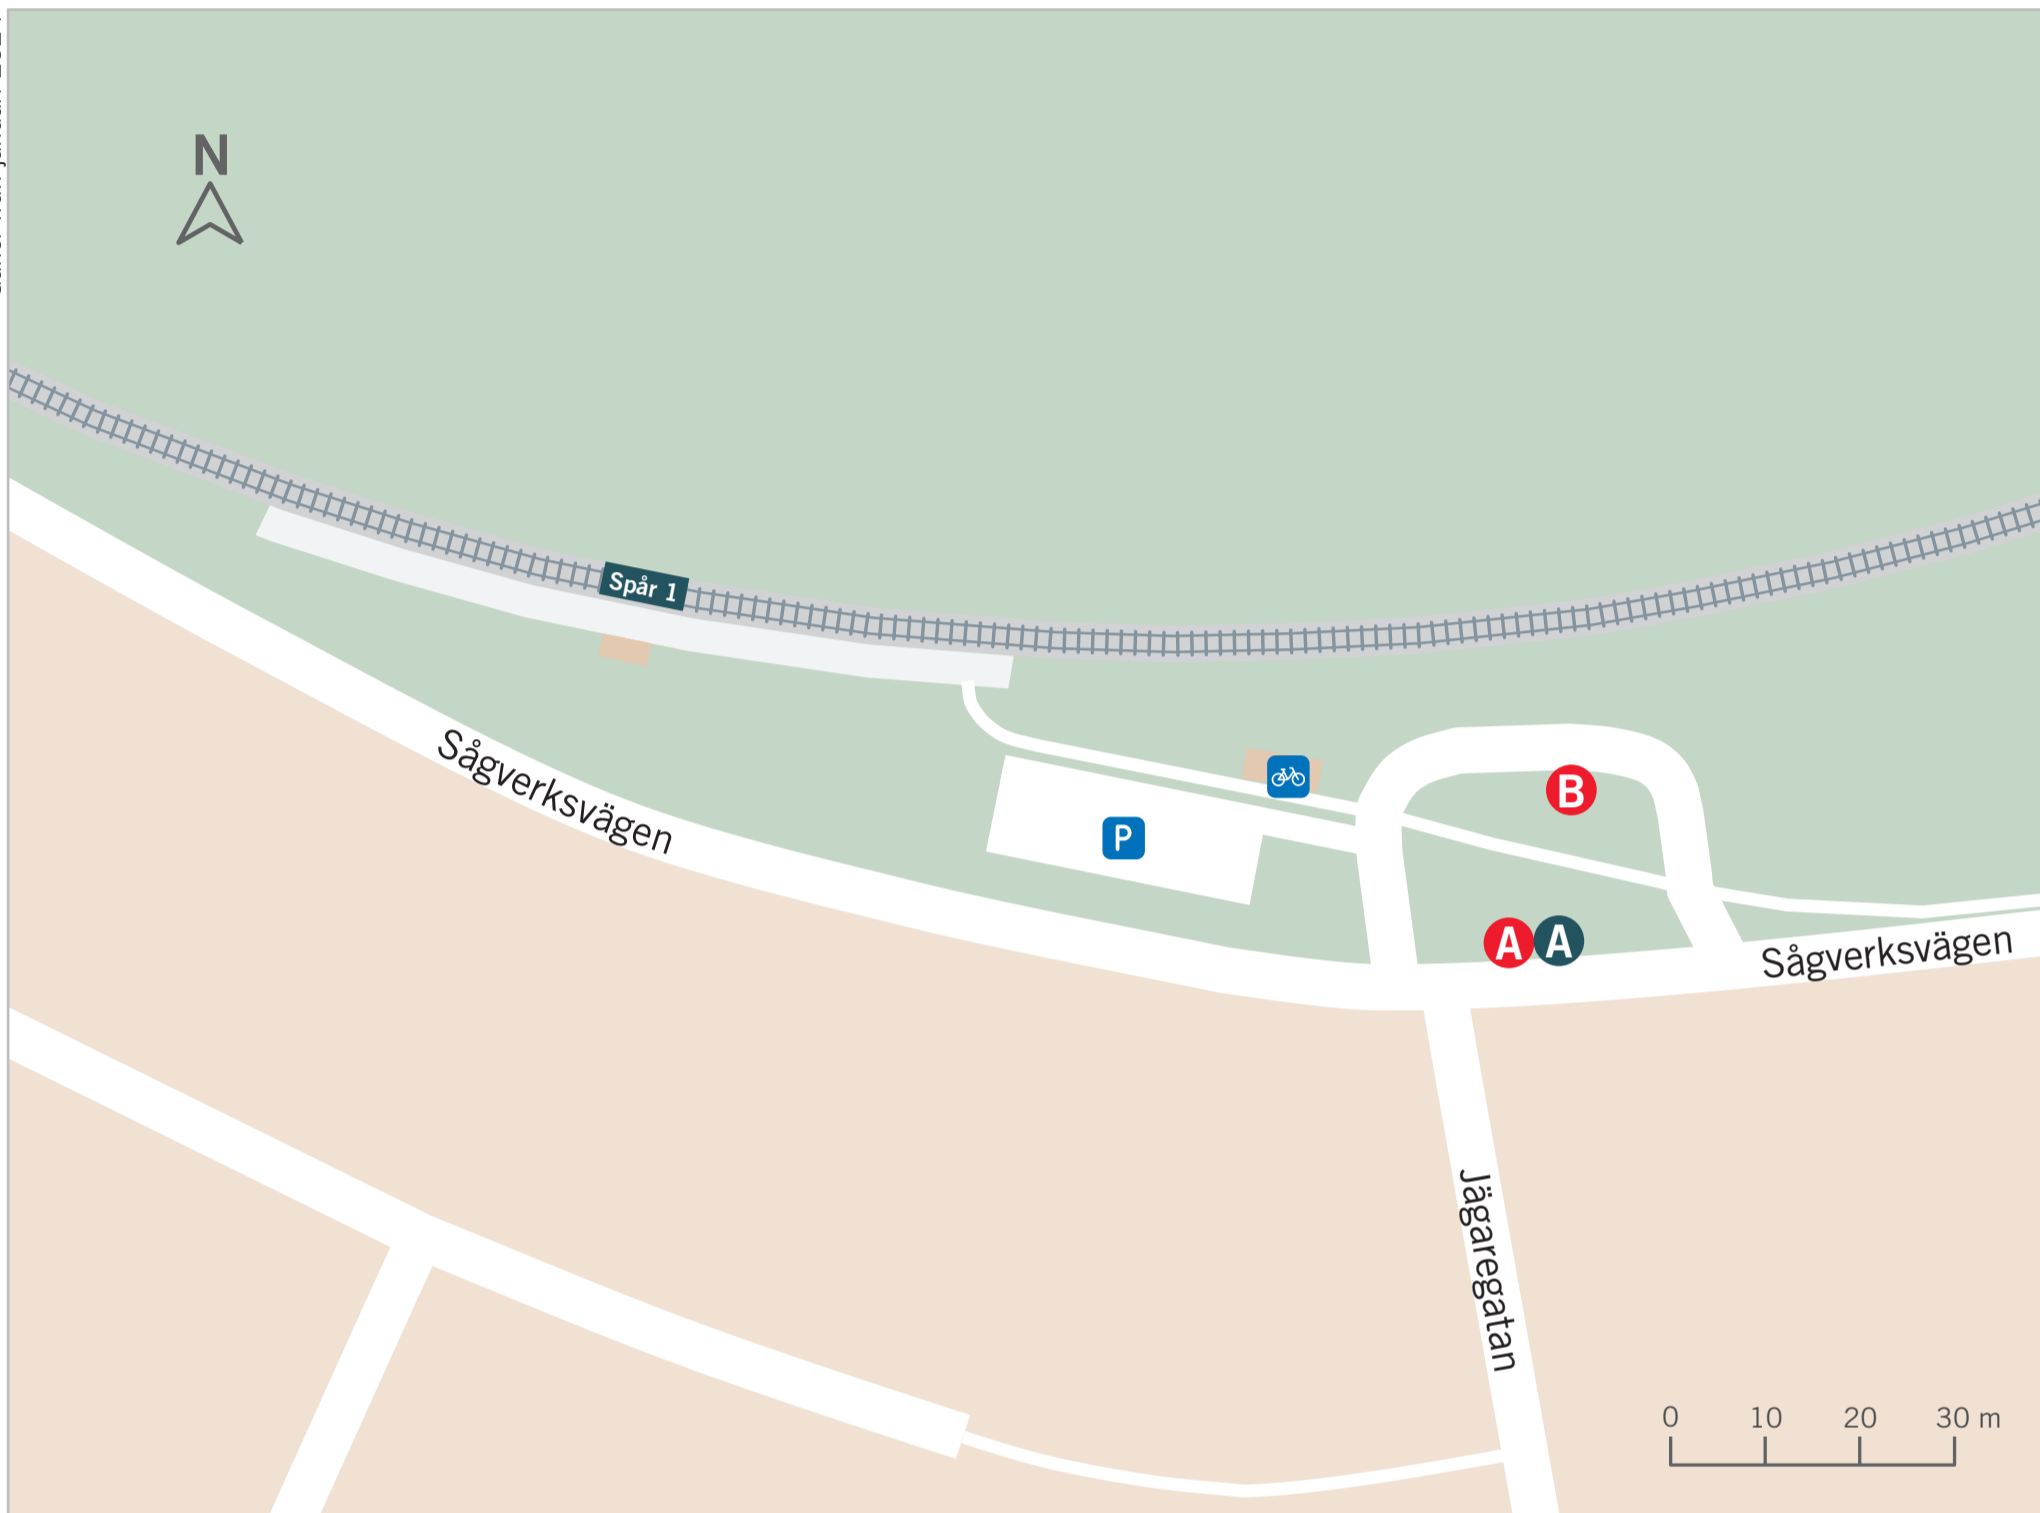 N
Spår 1
Sågverksvägen
P
B
A A
Sågverksvägen
Jägaregatan
0 10 20 30 m